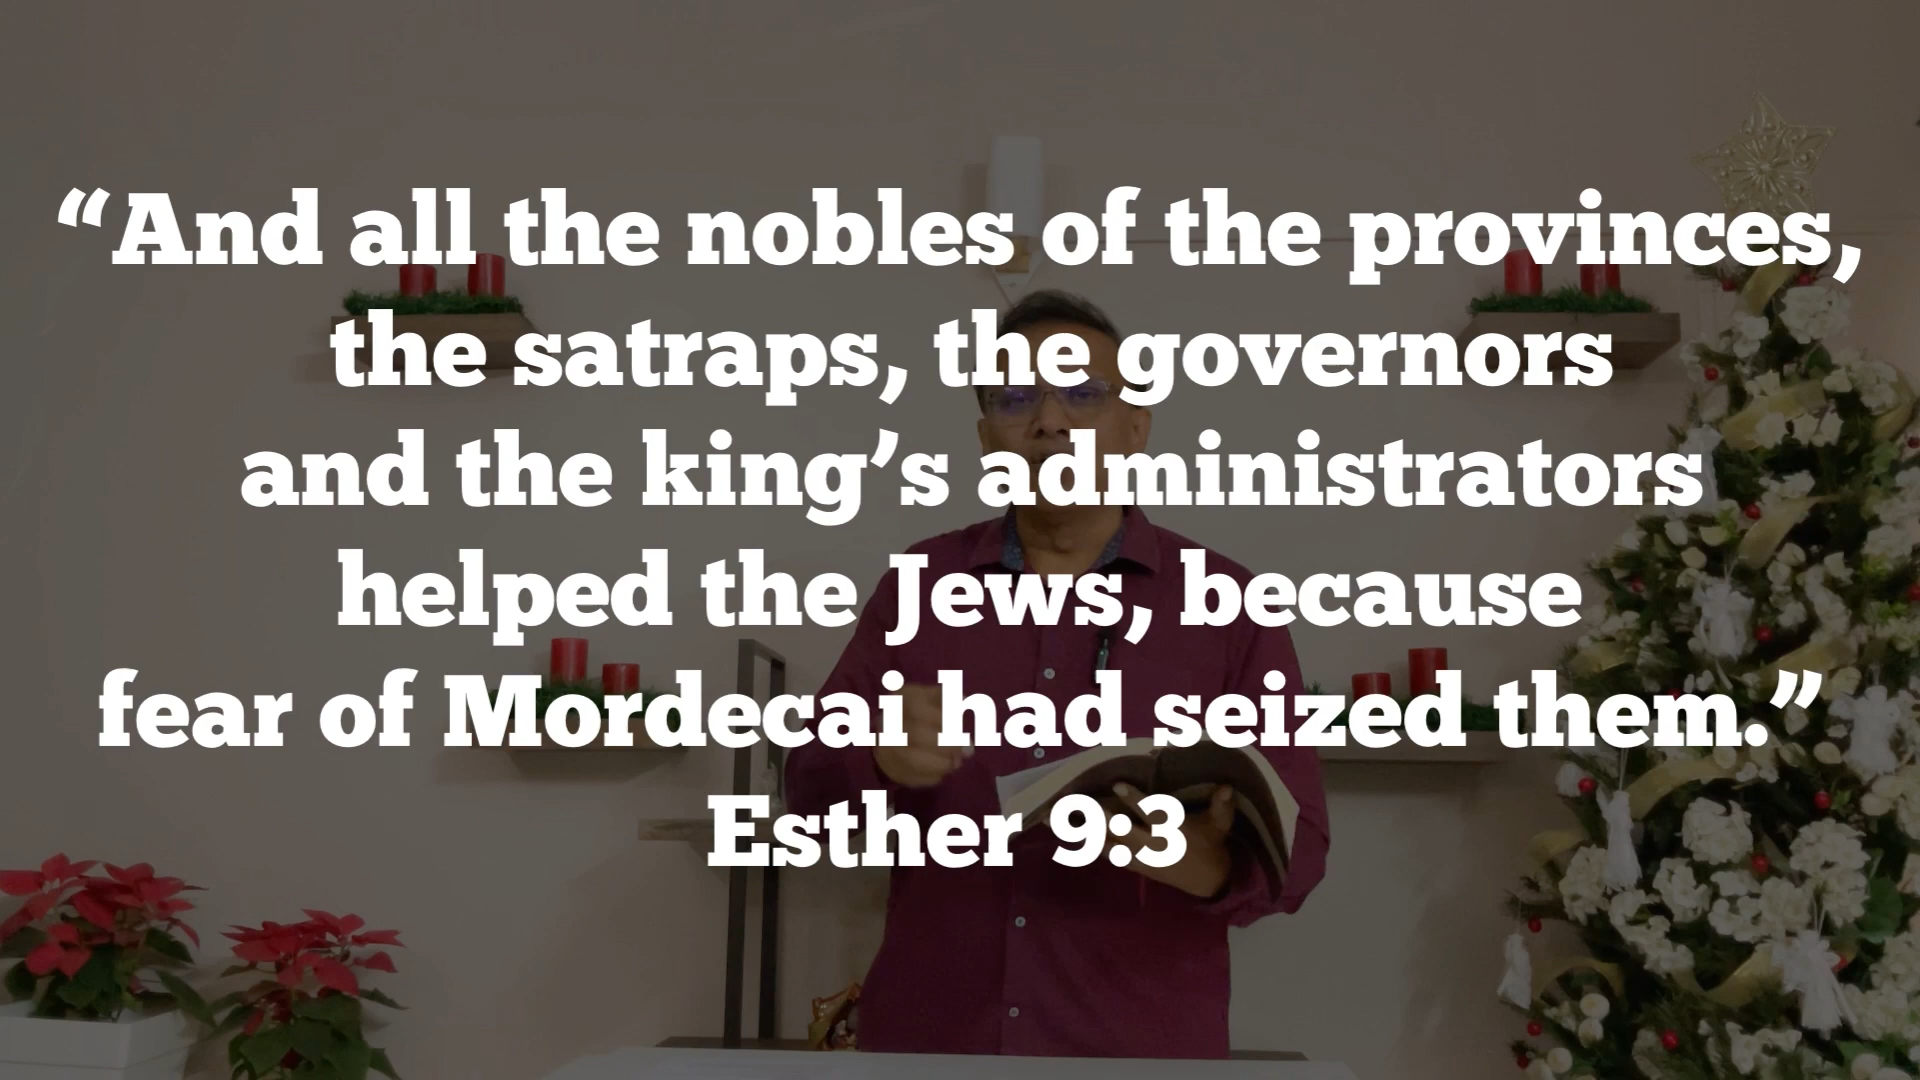 “And all the nobles of the provinces,
the satraps, the governors
and the king’s administrators
helped the Jews, because
fear of Mordecai had seized them.”
Esther 9:3